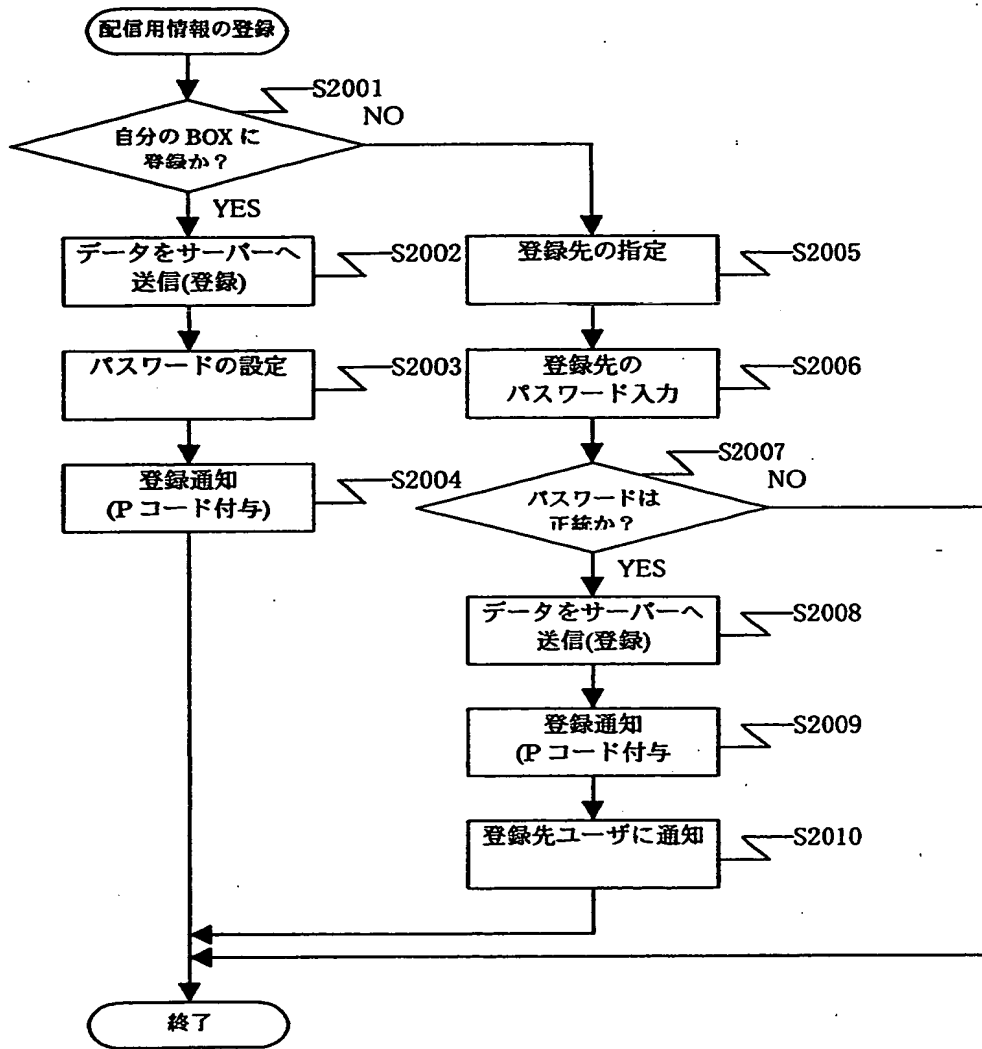 配信用情報の登録
S2001
NO
自分の BOX に
登録か？
YES
データをサーバーへ
送信(登録)
S2002
パスワードの設定
S2003
登録通知
(P コード付与)
S2004
登録先の指定
S2005
登録先の
パスワード入力
S2006
S2007
NO
パスワードは
正統か？
YES
データをサーバーへ
送信(登録)
S2008
登録通知
(P コード付与
S2009
登録先ユーザに通知
S2010
終了